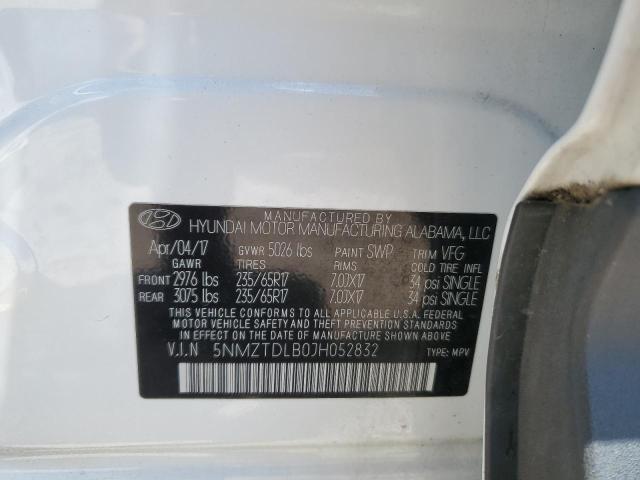 MANUFACTURED BY
HYUNDAI MOTOR MANUFACTURING ALABAMA, LLC
Apr/04/17 GVWR 5026 lbs PAINT SWP TRIM VFG
GAWR TIRES RIMS COLD TIRE INFL
FRONT 2976 lbs 235/65R17 7.0JX17 34 psi SINGLE
REAR 3075 lbs 235/65R17 7.0JX17 34 psi SINGLE
THIS VEHICLE CONFORMS TO ALL APPLICABLE U.S.A. FEDERAL
MOTOR VEHICLE SAFETY AND THEFT PREVENTION STANDARDS IN
EFFECT ON THE DATE OF MANUFACTURE SHOWN ABOVE.
V.I.N 5NMZTDLB0JH052832 TYPE: MPV